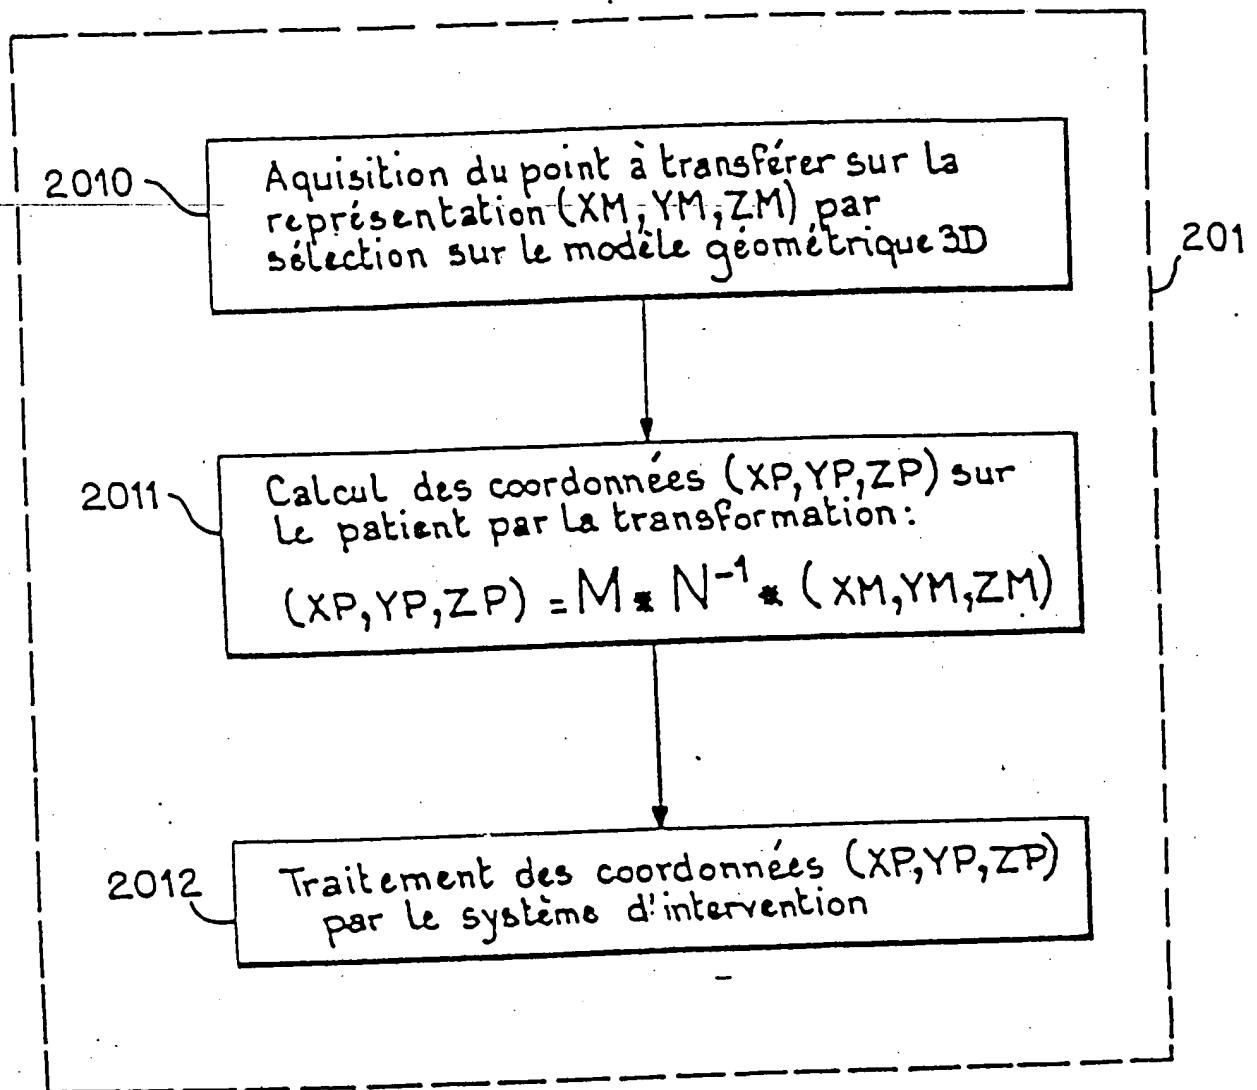 2010
Aquisition du point à transférer sur la
représentation (XM,YM,ZM) par
sélection sur le modèle géométrique 3D
201
2011
Calcul des coordonnées (XP,YP,ZP) sur
le patient par la transformation:
(XP,YP,ZP) = M * N⁻¹ * (XM,YM,ZM)
2012
Traitement des coordonnées (XP,YP,ZP)
par le système d'intervention